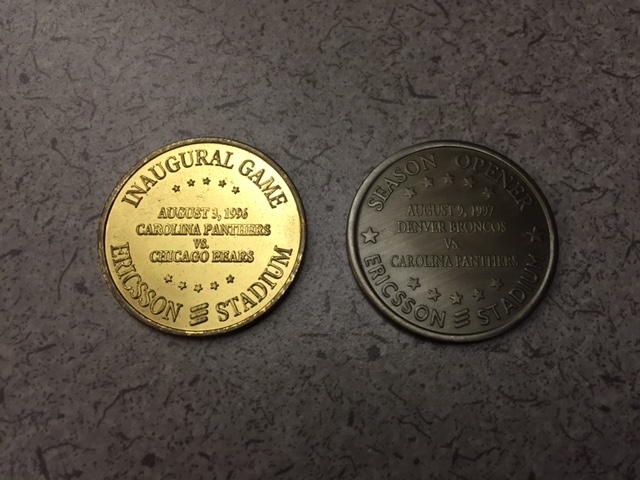 INAUGURAL GAME
AUGUST 3, 1996
CAROLINA PANTHERS
VS.
CHICAGO BEARS
ERICSSON STADIUM
SEASON OPENER
AUGUST 9, 1997
DENVER BRONCOS
VS.
CAROLINA PANTHERS
ERICSSON STADIUM